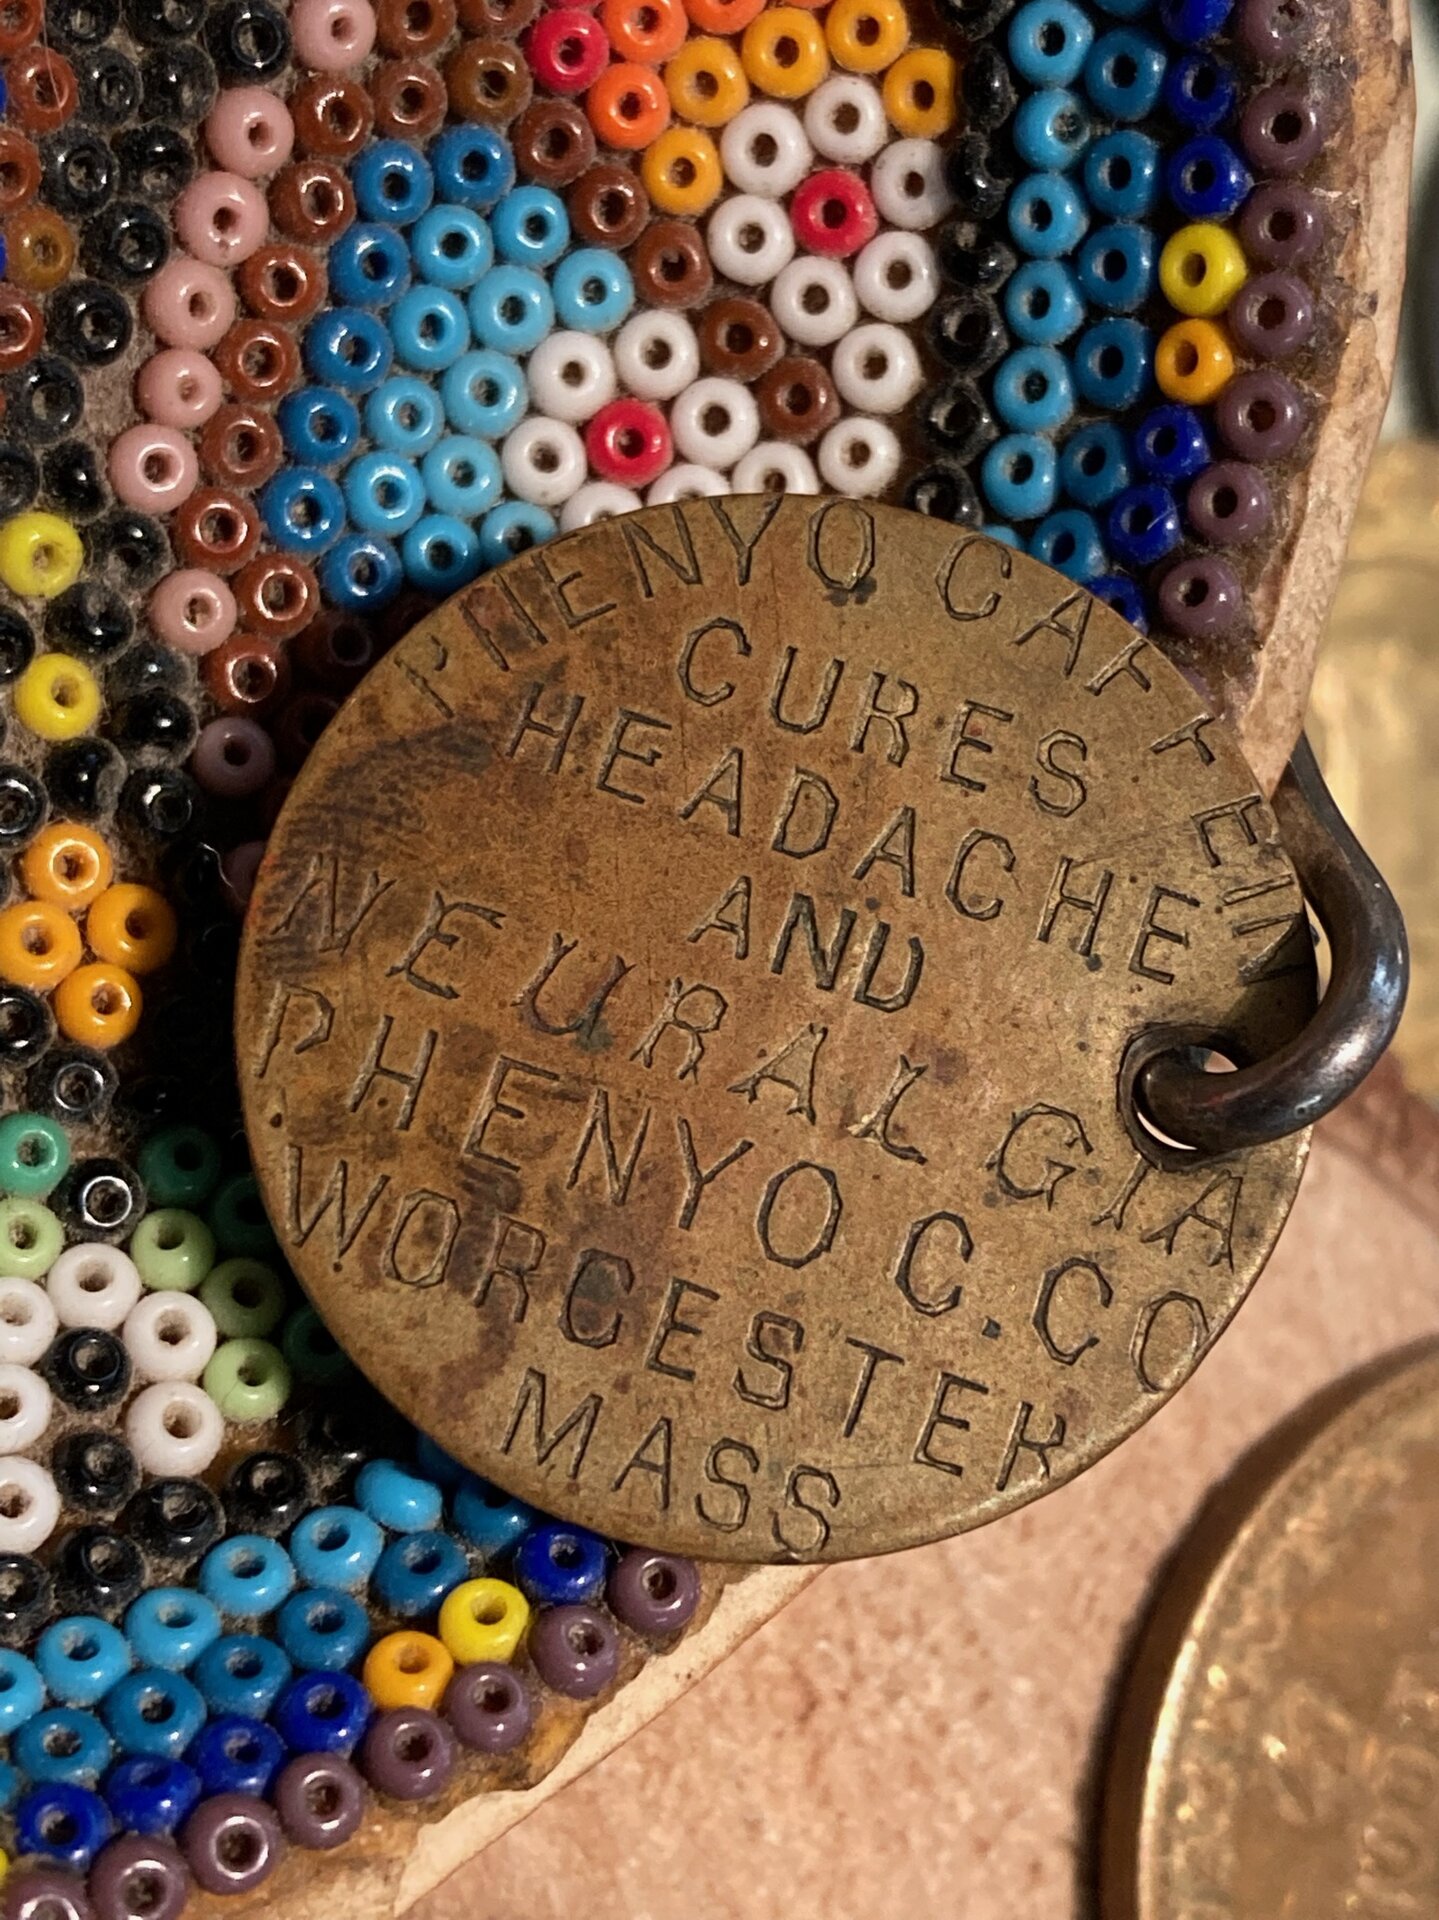 PHENYO CAFFEIN
CURES
HEADACHE
AND
NEURALGIA
PHENYO C. CO
WORCESTER
MASS